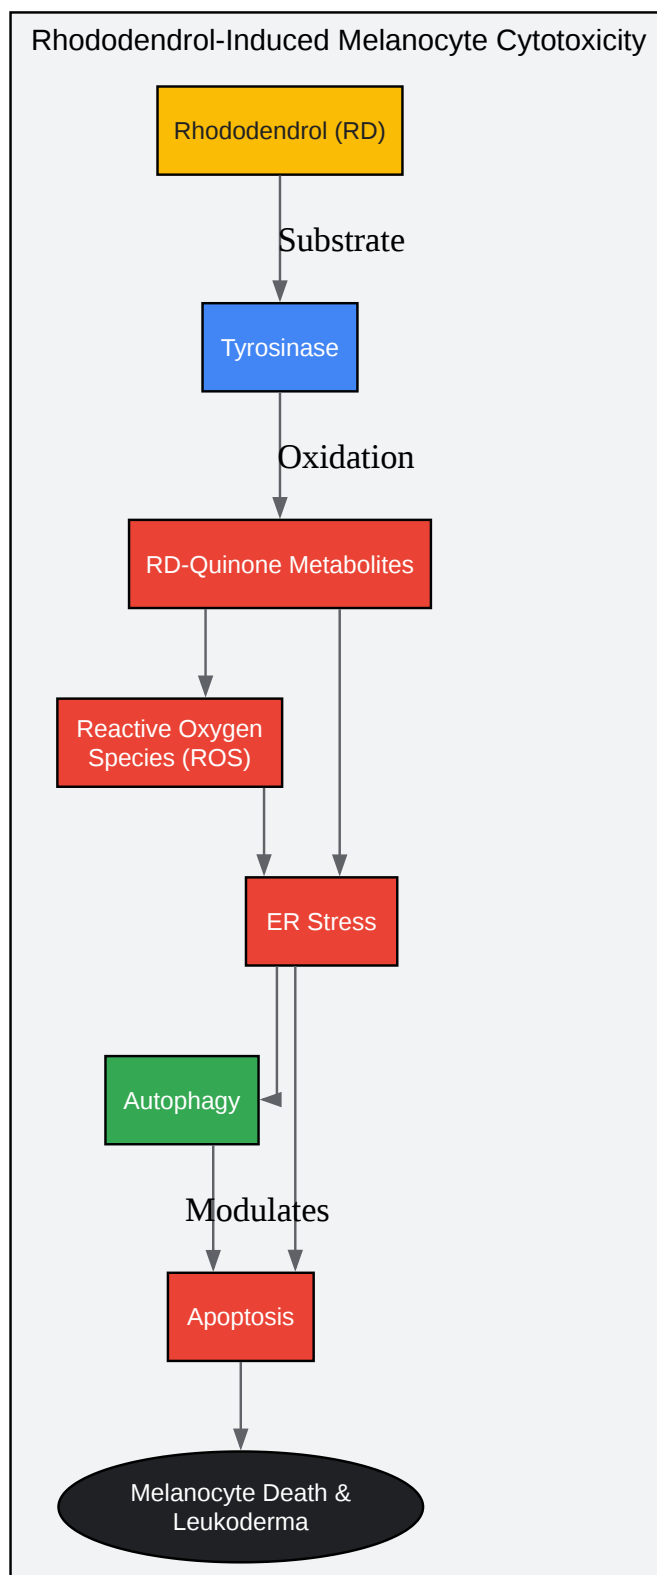 Rhododendrol-Induced Melanocyte Cytotoxicity
Rhododendrol (RD)
Substrate
Tyrosinase
Oxidation
RD-Quinone Metabolites
Reactive Oxygen
Species (ROS)
ER Stress
Autophagy
Modulates
Apoptosis
Melanocyte Death &
Leukoderma